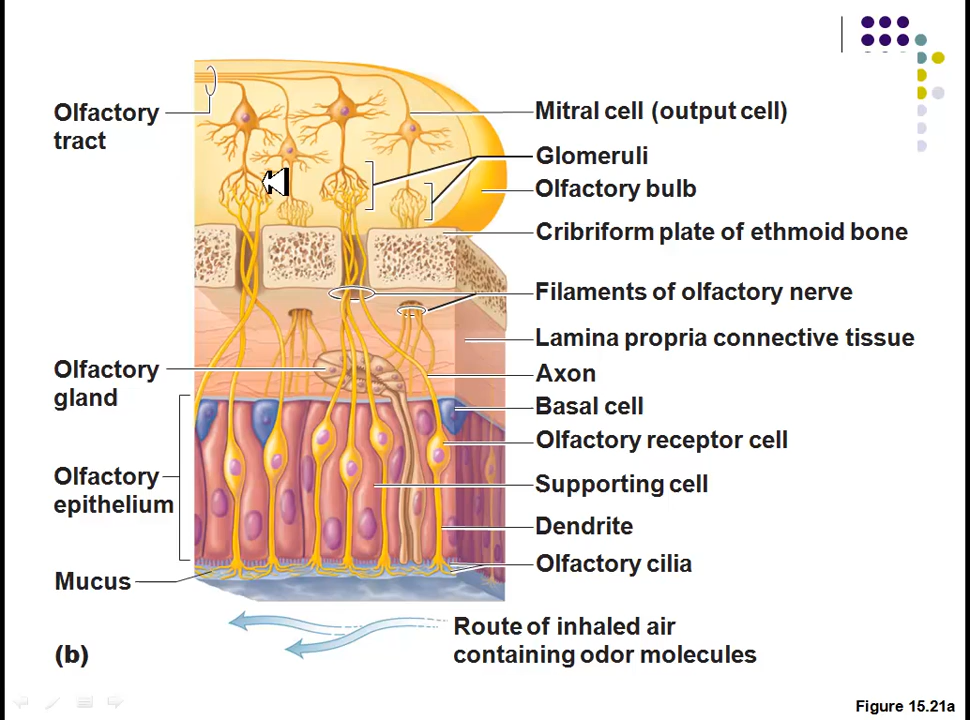 Olfactory
tract
Mitral cell (output cell)
Glomeruli
Olfactory bulb
Cribriform plate of ethmoid bone
Filaments of olfactory nerve
Lamina propria connective tissue
Olfactory
gland
Axon
Basal cell
Olfactory receptor cell
Olfactory
epithelium
Supporting cell
Dendrite
Olfactory cilia
Mucus
Route of inhaled air
containing odor molecules
(b)
Figure 15.21a